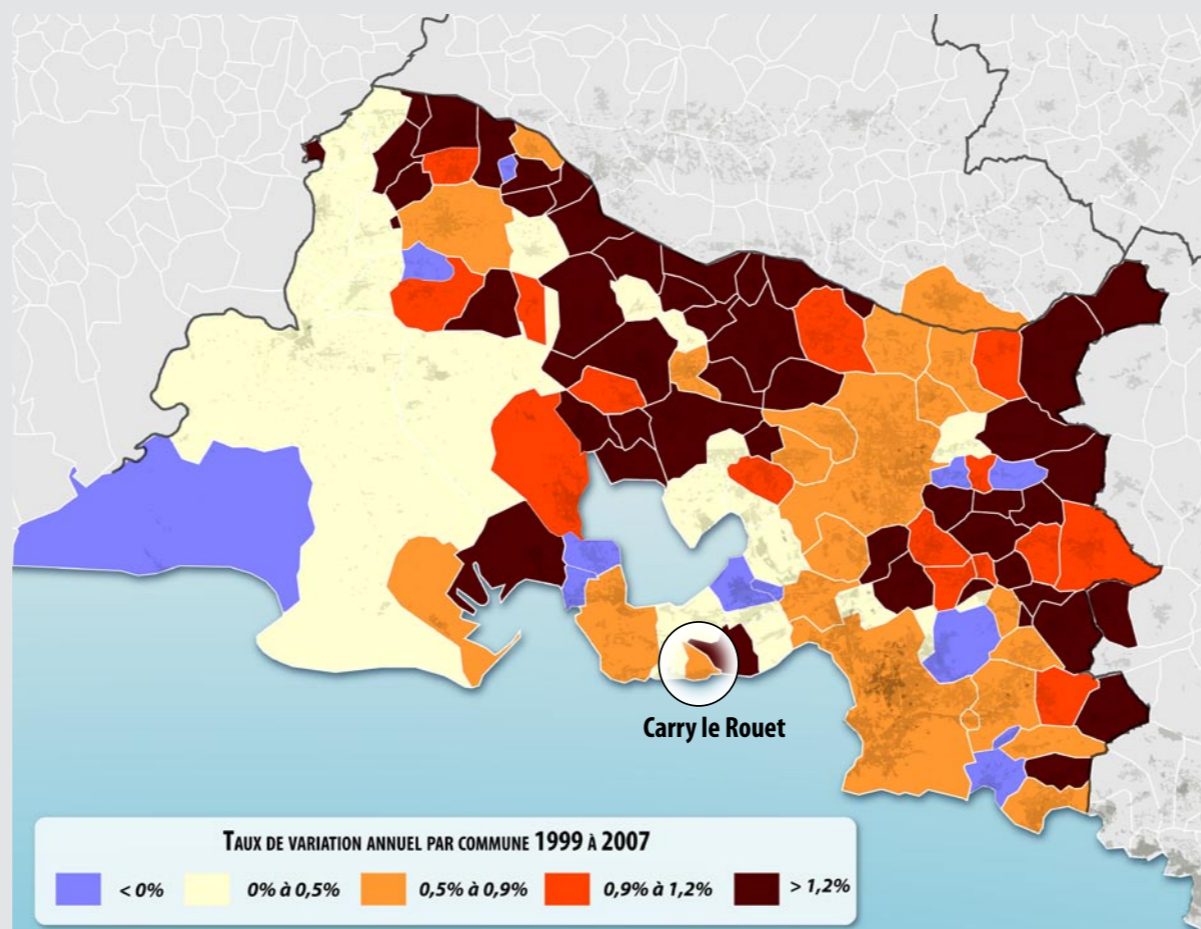 Carry le Rouet
TAUX DE VARIATION ANNUEL PAR COMMUNE 1999 À 2007
< 0% 0% à 0,5% 0,5% à 0,9% 0,9% à 1,2% > 1,2%